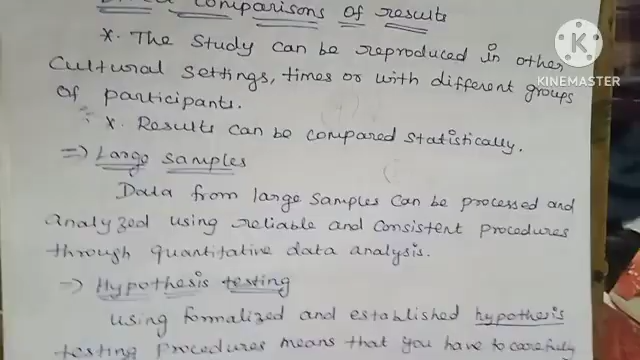 Direct comparisons of results
x. The study can be reproduced in other
cultural settings, times or with different groups
of participants.
x. Results can be compared statistically.
=> Large samples
Data from large samples can be processed and
analyzed using reliable and consistent procedures
through quantitative data analysis.
-> Hypothesis testing
using formalized and established hypothesis
testing procedures means that you have to carefully
K
KINEMASTER